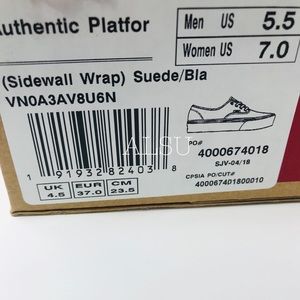 Authentic Platfor
Men US 5.5
Women US 7.0
(Sidewall Wrap) Suede/Bla
VN0A3AV8U6N
ALSU
PO#
4000674018
SJV-04/18
CPSIA PO/CUT#
400067401800010
1 91932 82403 8
UK EUR CM
4.5 37.0 23.5